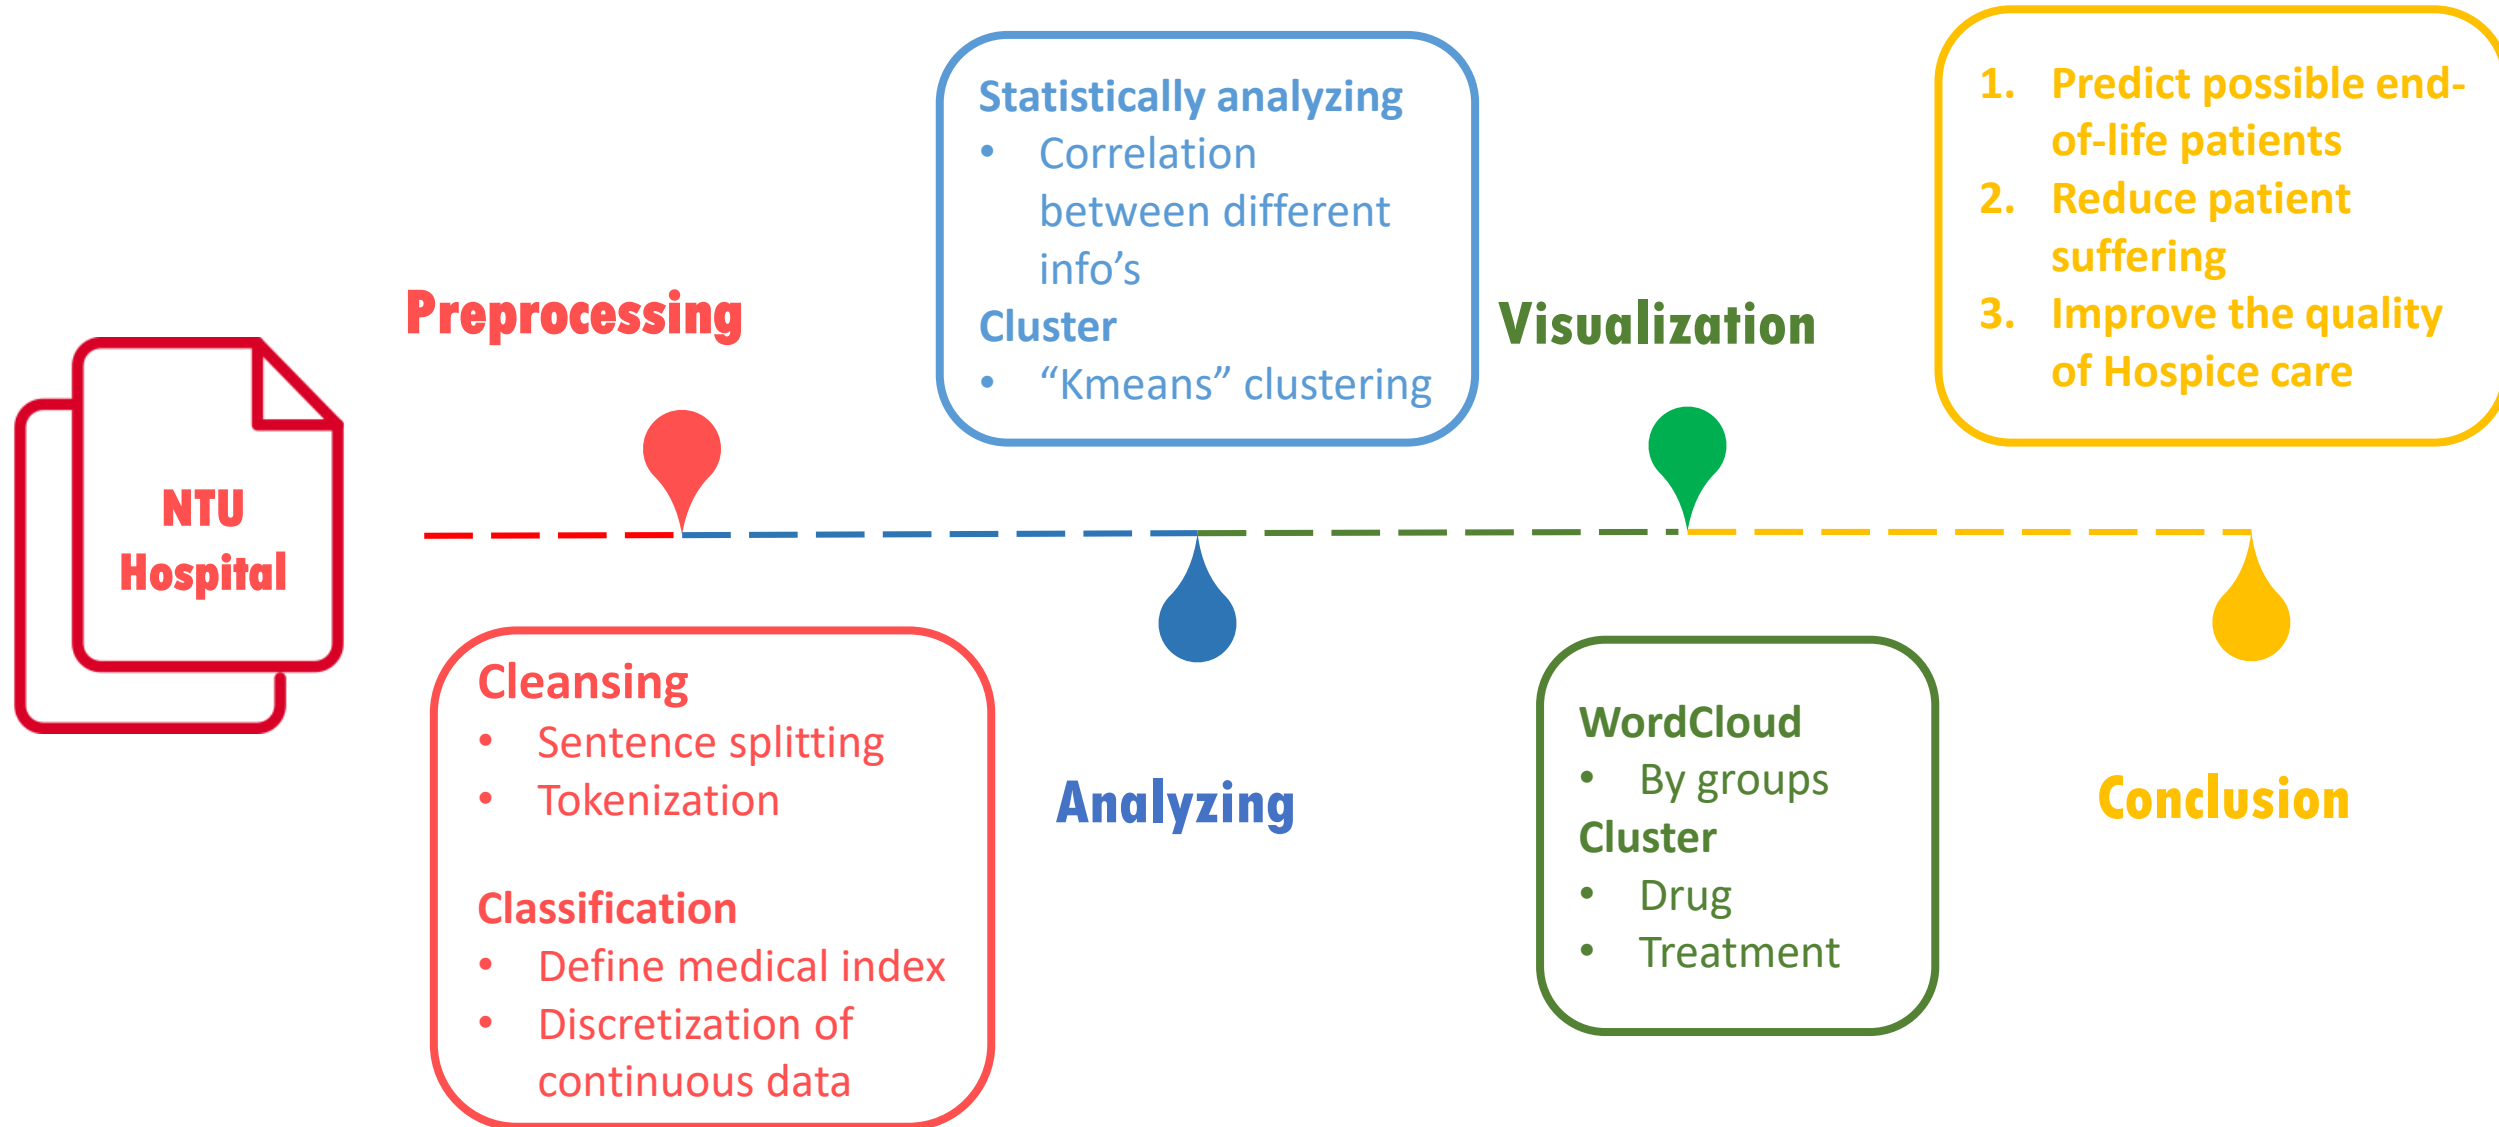 NTU
Hospital
Preprocessing
Cleansing
• Sentence splitting
• Tokenization
Classification
• Define medical index
• Discretization of
continuous data
Statistically analyzing
• Correlation
between different
info’s
Cluster
• “Kmeans” clustering
Analyzing
Visualization
WordCloud
• By groups
Cluster
• Drug
• Treatment
1. Predict possible end-
of-life patients
2. Reduce patient
suffering
3. Improve the quality
of Hospice care
Conclusion